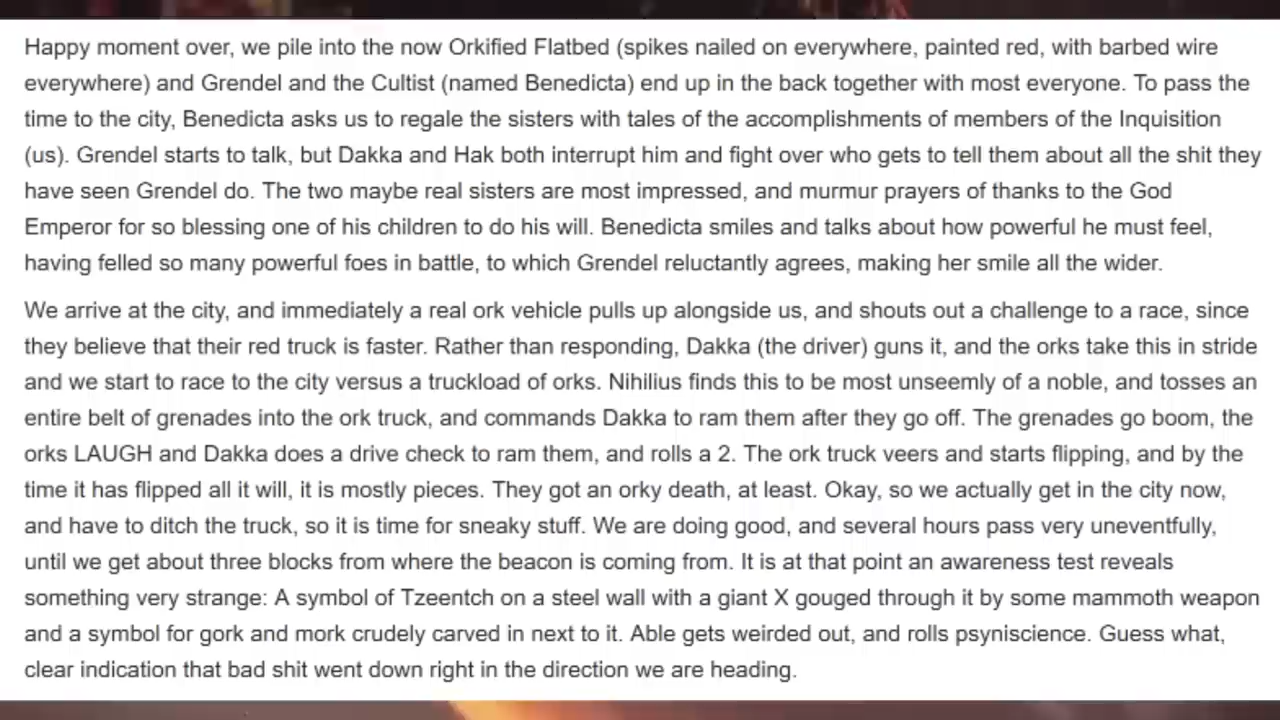 Happy moment over, we pile into the now Orkified Flatbed (spikes nailed on everywhere, painted red, with barbed wire
everywhere) and Grendel and the Cultist (named Benedicta) end up in the back together with most everyone. To pass the
time to the city, Benedicta asks us to regale the sisters with tales of the accomplishments of members of the Inquisition
(us). Grendel starts to talk, but Dakka and Hak both interrupt him and fight over who gets to tell them about all the shit they
have seen Grendel do. The two maybe real sisters are most impressed, and murmur prayers of thanks to the God
Emperor for so blessing one of his children to do his will. Benedicta smiles and talks about how powerful he must feel,
having felled so many powerful foes in battle, to which Grendel reluctantly agrees, making her smile all the wider.
We arrive at the city, and immediately a real ork vehicle pulls up alongside us, and shouts out a challenge to a race, since
they believe that their red truck is faster. Rather than responding, Dakka (the driver) guns it, and the orks take this in stride
and we start to race to the city versus a truckload of orks. Nihilius finds this to be most unseemly of a noble, and tosses an
entire belt of grenades into the ork truck, and commands Dakka to ram them after they go off. The grenades go boom, the
orks LAUGH and Dakka does a drive check to ram them, and rolls a 2. The ork truck veers and starts flipping, and by the
time it has flipped all it will, it is mostly pieces. They got an orky death, at least. Okay, so we actually get in the city now,
and have to ditch the truck, so it is time for sneaky stuff. We are doing good, and several hours pass very uneventfully,
until we get about three blocks from where the beacon is coming from. It is at that point an awareness test reveals
something very strange: A symbol of Tzeentch on a steel wall with a giant X gouged through it by some mammoth weapon
and a symbol for gork and mork crudely carved in next to it. Able gets weirded out, and rolls psyniscience. Guess what,
clear indication that bad shit went down right in the direction we are heading.